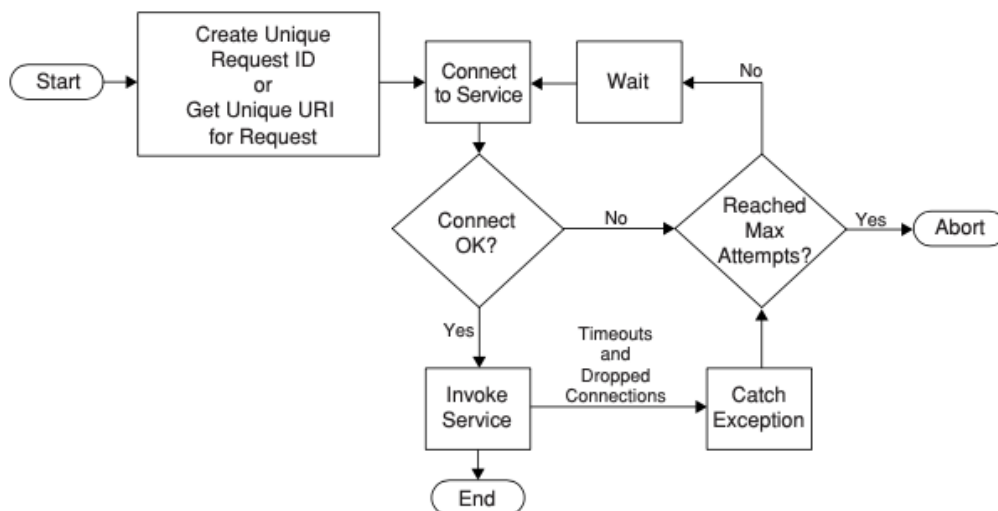 Start
Create Unique
Request ID
or
Get Unique URI
for Request
Connect
to Service
Wait
No
Connect
OK?
No
Reached
Max
Attempts?
Yes
Abort
Yes
Timeouts
and
Dropped
Connections
Invoke
Service
Catch
Exception
End